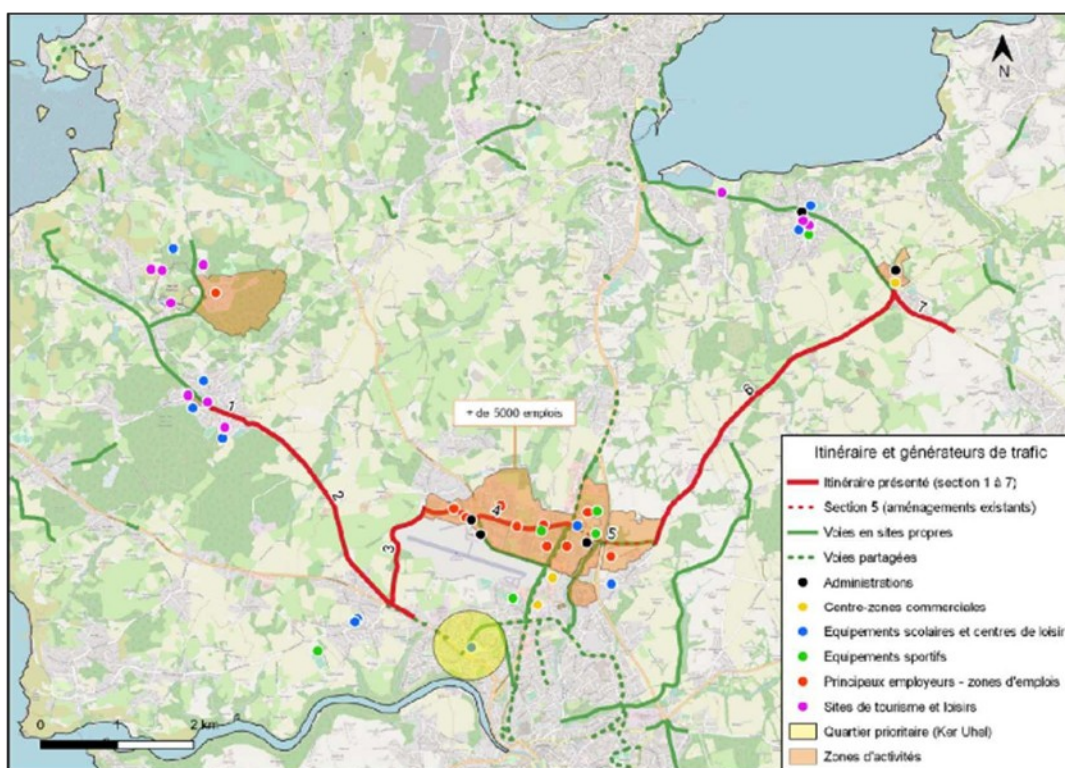 N
7
1
+ de 5000 emplois
6
2
4
5
3
0 1 2 km
Itinéraire et générateurs de trafic
Itinéraire présenté (section 1 à 7)
Section 5 (aménagements existants)
Voies en sites propres
Voies partagées
Administrations
Centre-zones commerciales
Equipements scolaires et centres de loisir
Equipements sportifs
Principaux employeurs - zones d'emplois
Sites de tourisme et loisirs
Quartier prioritaire (Ker Uhel)
Zones d'activités